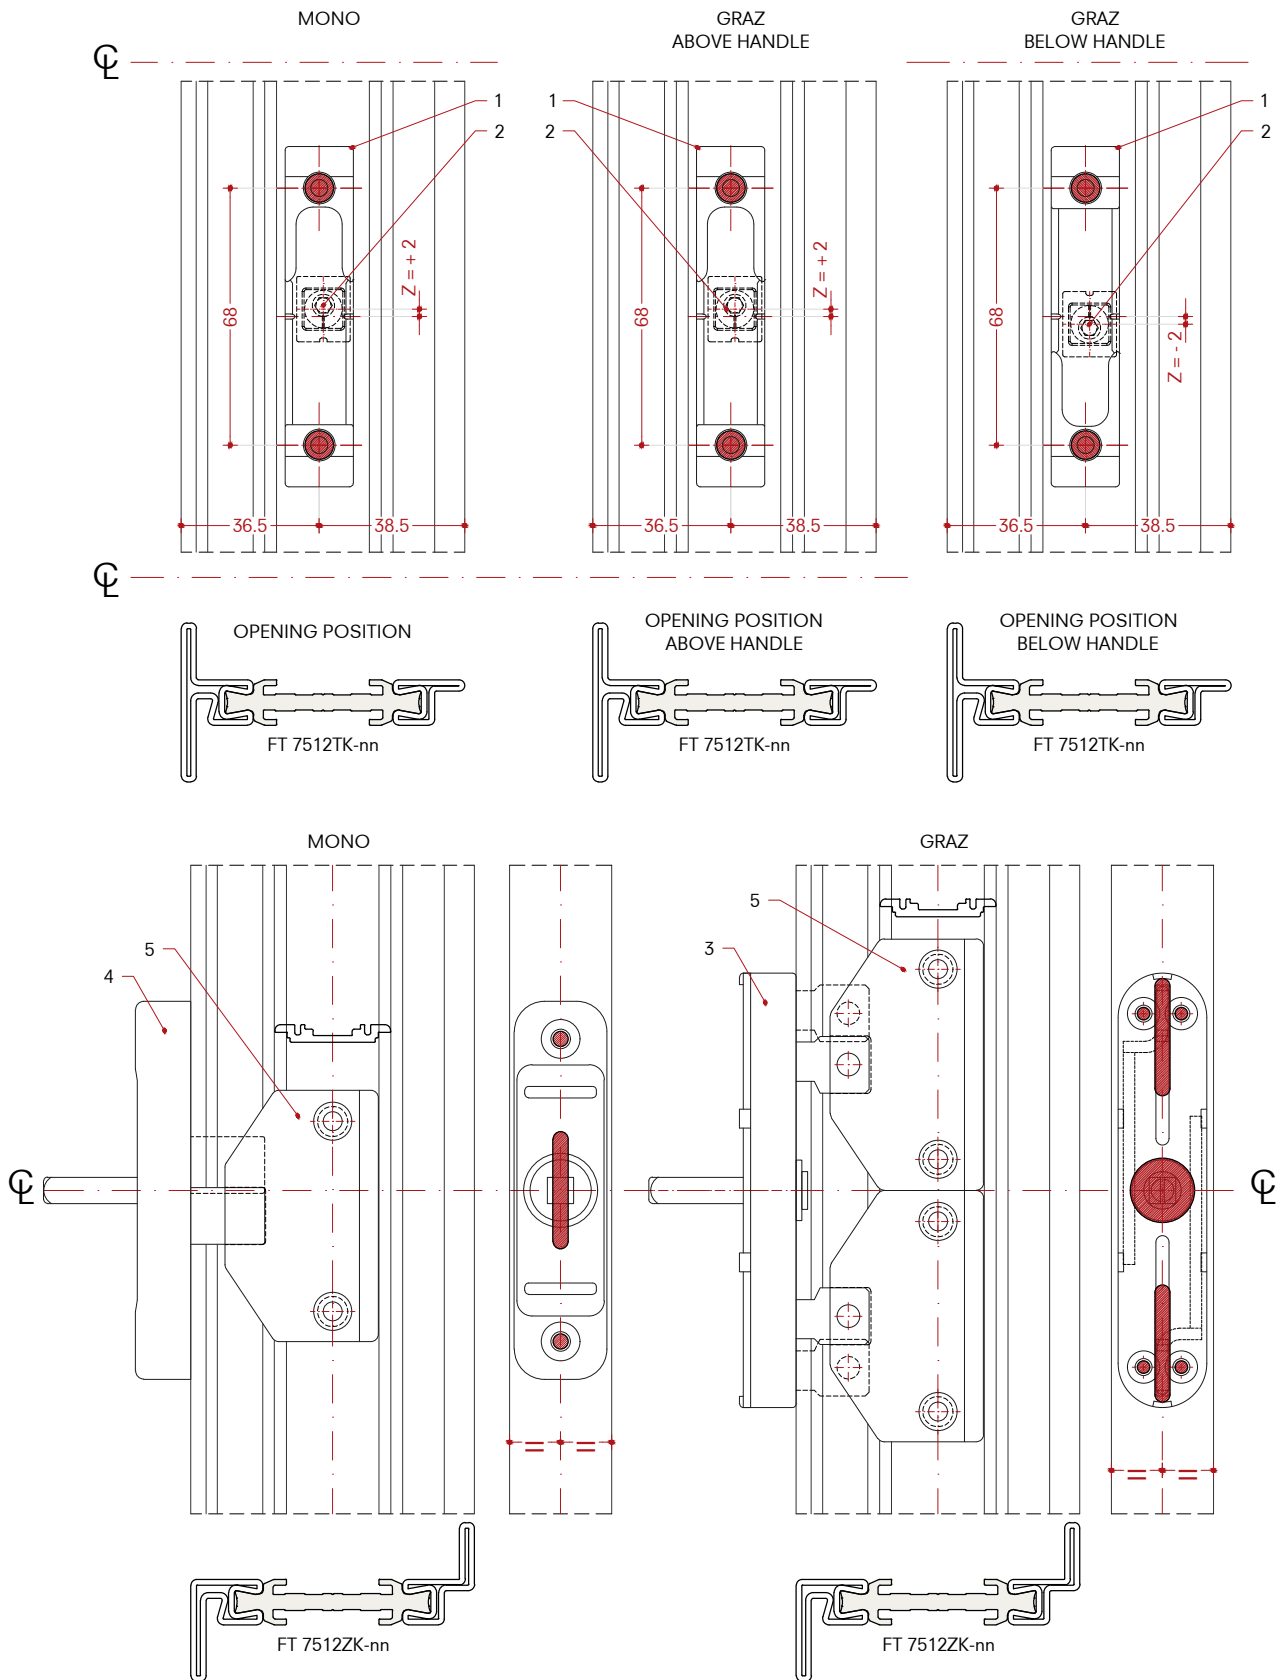 MONO
GRAZ
ABOVE HANDLE
GRAZ
BELOW HANDLE
℄
1
2
1
2
1
2
Z = + 2
Z = + 2
Z = - 2
68
68
68
36.5
38.5
36.5
38.5
36.5
38.5
℄
OPENING POSITION
OPENING POSITION
ABOVE HANDLE
OPENING POSITION
BELOW HANDLE
FT 7512TK-nn
FT 7512TK-nn
FT 7512TK-nn
MONO
GRAZ
5
4
5
3
℄
℄
=
=
=
=
FT 7512ZK-nn
FT 7512ZK-nn